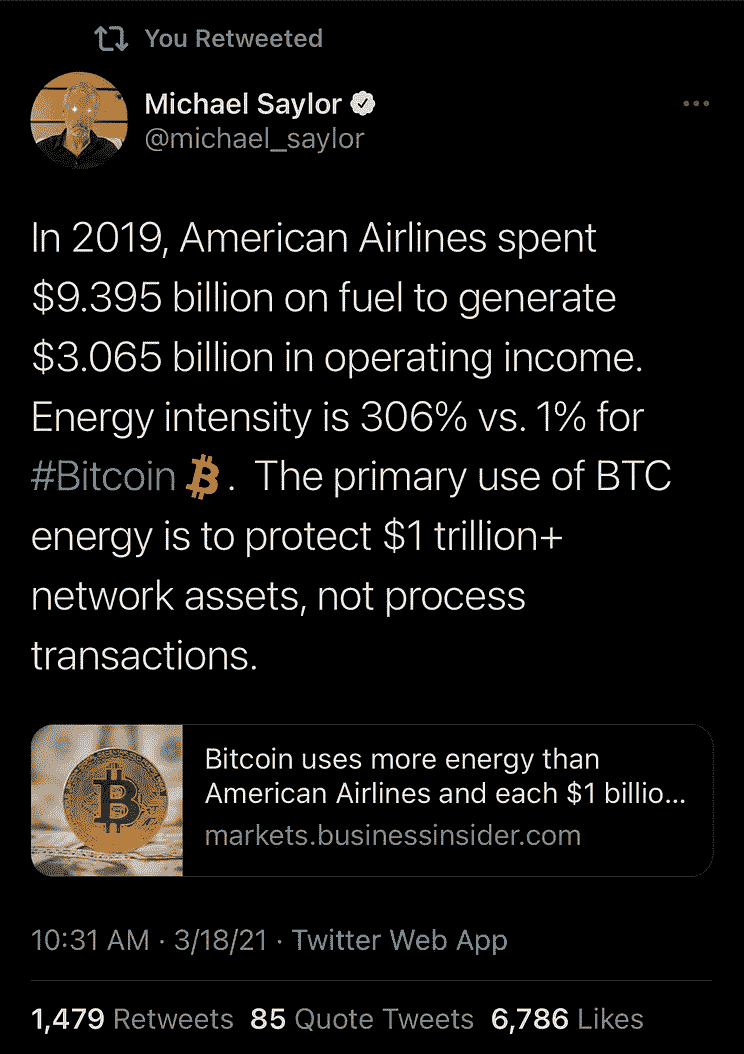 You Retweeted
Michael Saylor
@michael_saylor
In 2019, American Airlines spent
$9.395 billion on fuel to generate
$3.065 billion in operating income.
Energy intensity is 306% vs. 1% for
#Bitcoin ₿. The primary use of BTC
energy is to protect $1 trillion+
network assets, not process
transactions.
Bitcoin uses more energy than
American Airlines and each $1 billio...
markets.businessinsider.com
10:31 AM · 3/18/21 · Twitter Web App
1,479 Retweets 85 Quote Tweets 6,786 Likes